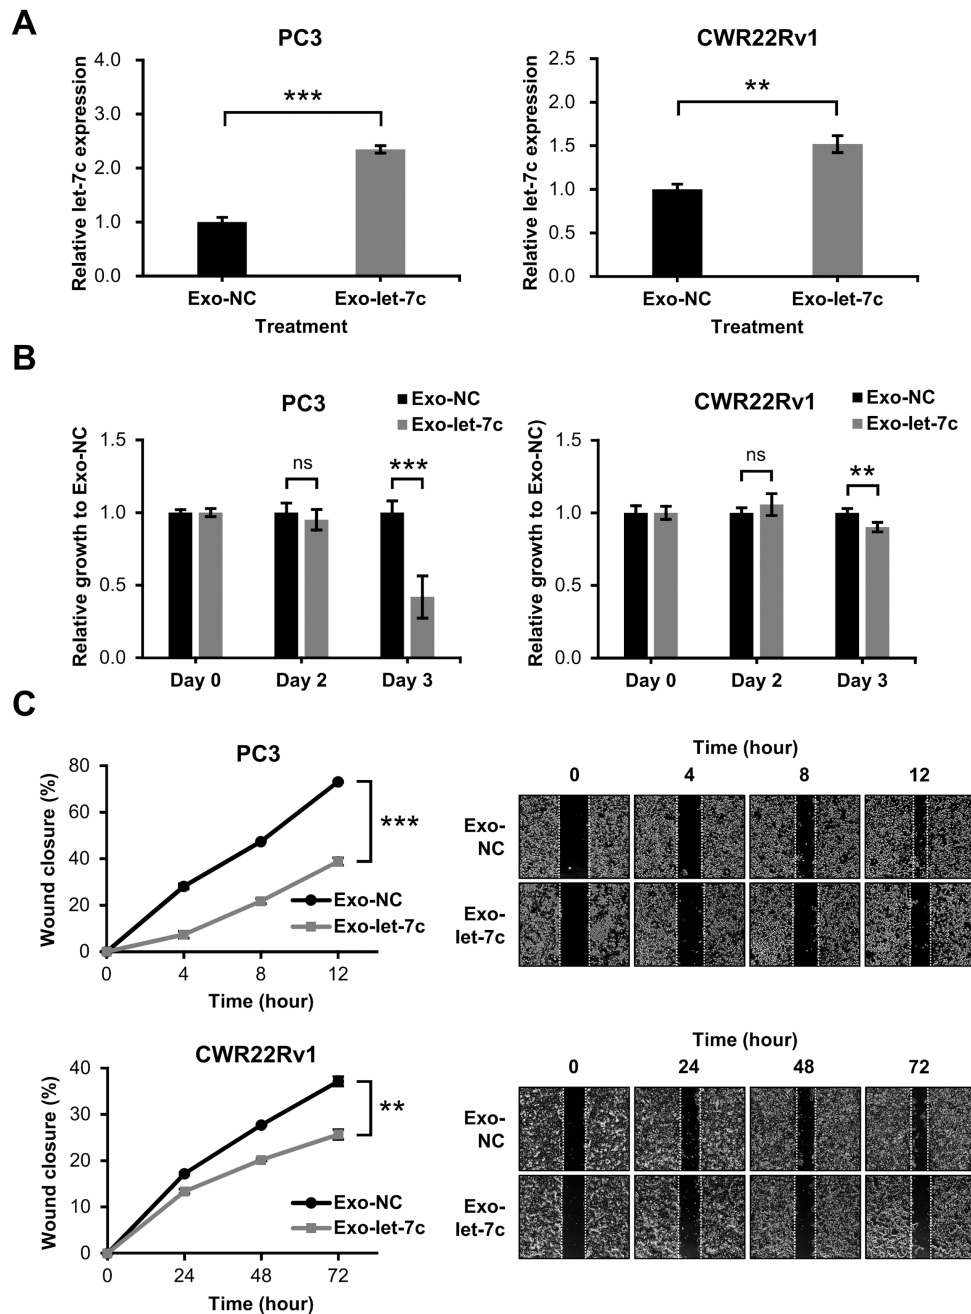 A
PC3
Relative let-7c expression
4.0
3.0
2.0
1.0
0.0
***
Exo-NC Exo-let-7c
Treatment
CWR22Rv1
Relative let-7c expression
2.5
2.0
1.5
1.0
0.5
0.0
**
Exo-NC Exo-let-7c
Treatment
B
PC3
Exo-NC
Exo-let-7c
Relative growth to Exo-NC
1.5
1.0
0.5
0.0
ns
***
Day 0 Day 2 Day 3
CWR22Rv1
Exo-NC
Exo-let-7c
Relative growth to Exo-NC)
1.5
1.0
0.5
0.0
ns
**
Day 0 Day 2 Day 3
C
PC3
Wound closure (%)
80
60
40
20
0
***
Exo-NC
Exo-let-7c
0 4 8 12
Time (hour)
Time (hour)
0 4 8 12
Exo-
NC
Exo-
let-7c
CWR22Rv1
Wound closure (%)
40
30
20
10
0
**
Exo-NC
Exo-let-7c
0 24 48 72
Time (hour)
Time (hour)
0 24 48 72
Exo-
NC
Exo-
let-7c